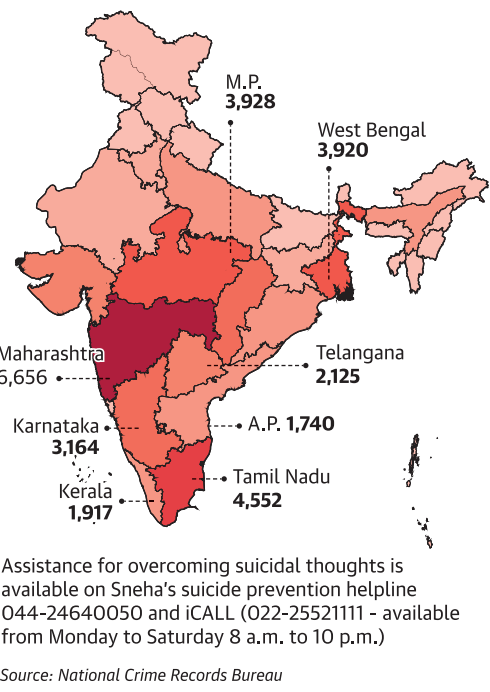 M.P.
3,928
West Bengal
3,920
Maharashtra
6,656
Telangana
2,125
Karnataka
3,164
A.P. 1,740
Kerala
1,917
Tamil Nadu
4,552
Assistance for overcoming suicidal thoughts is
available on Sneha's suicide prevention helpline
044-24640050 and iCALL (022-25521111 - available
from Monday to Saturday 8 a.m. to 10 p.m.)
Source: National Crime Records Bureau